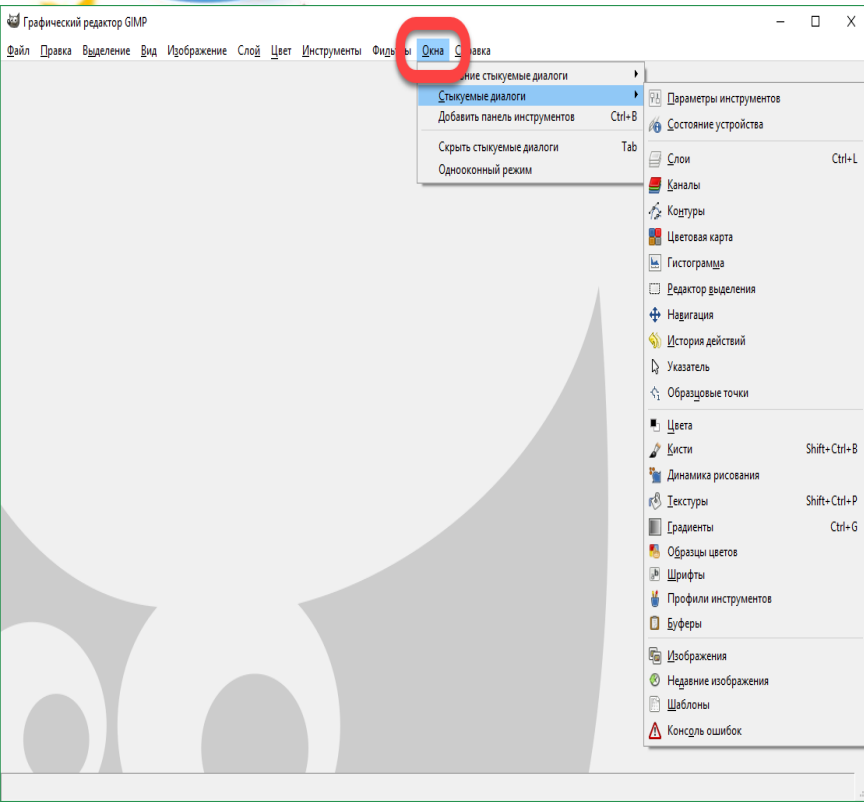 Графический редактор GIMP
Файл Правка Выделение Вид Изображение Слой Цвет Инструменты Окна
стыкуемые диалоги
Стыкуемые диалоги
Добавить панель инструментов Ctrl+B
Скрыть стыкуемые диалоги Tab
Однооконный режим
Параметры инструментов
Состояние устройства
Слои Ctrl+L
Каналы
Контуры
Цветовая карта
Гистограмма
Редактор выделения
Навигация
История действий
Указатель
Образцовые точки
Цвета
Кисти Shift+Ctrl+B
Динамика рисования
Текстуры Shift+Ctrl+P
Градиенты Ctrl+G
Образцы цветов
Шрифты
Профили инструментов
Буферы
Изображения
Недавние изображения
Шаблоны
Консоль ошибок